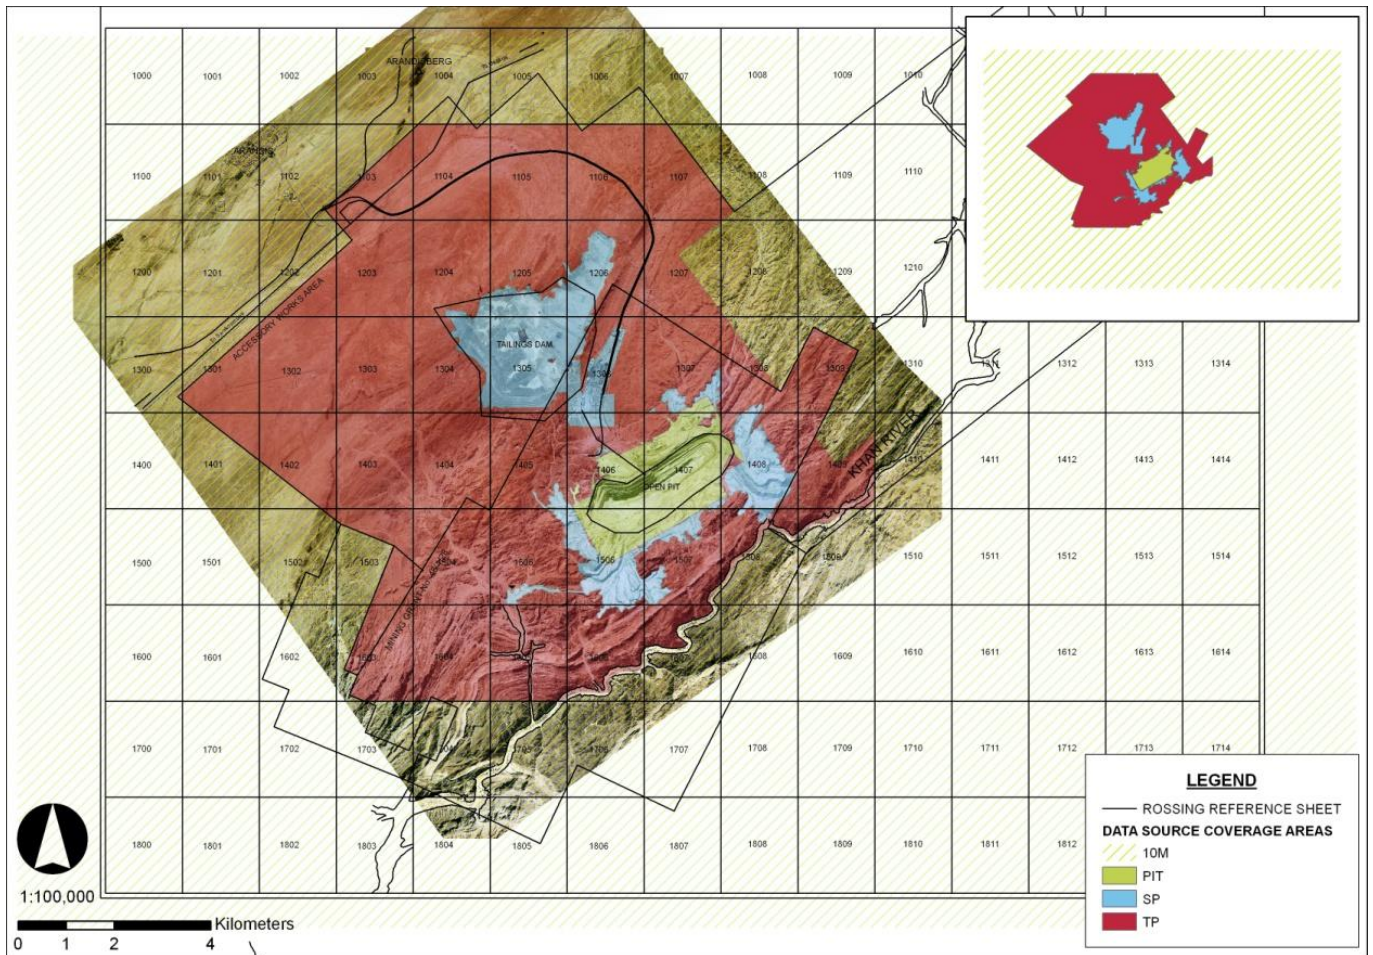 ARANDISBERG
1000 1001 1002 1003 1004 1005 1006 1007 1008 1009 1010
ARANDIS
1100 1101 1102 1103 1104 1105 1106 1107 1108 1109 1110
1200 1201 1202 1203 1204 1205 1206 1207 1208 1209 1210
ACCESSORY WORKS AREA
TAILINGS DAM
1300 1301 1302 1303 1304 1305 1306 1307 1308 1309 1310 1311 1312 1313 1314
KHAN RIVER
1400 1401 1402 1403 1404 1405 1406 1407 1408 1409 1410 1411 1412 1413 1414
OPEN PIT
1500 1501 1502 1503 1504 1505 1506 1507 1508 1509 1510 1511 1512 1513 1514
MINING GRANT
1600 1601 1602 1603 1604 1605 1606 1607 1608 1609 1610 1611 1612 1613 1614
1700 1701 1702 1703 1704 1705 1706 1707 1708 1709 1710 1711 1712 1713 1714
1800 1801 1802 1803 1804 1805 1806 1807 1808 1809 1810 1811 1812
LEGEND
ROSSING REFERENCE SHEET
DATA SOURCE COVERAGE AREAS
10M
PIT
SP
TP
1:100,000
Kilometers
0 1 2 4